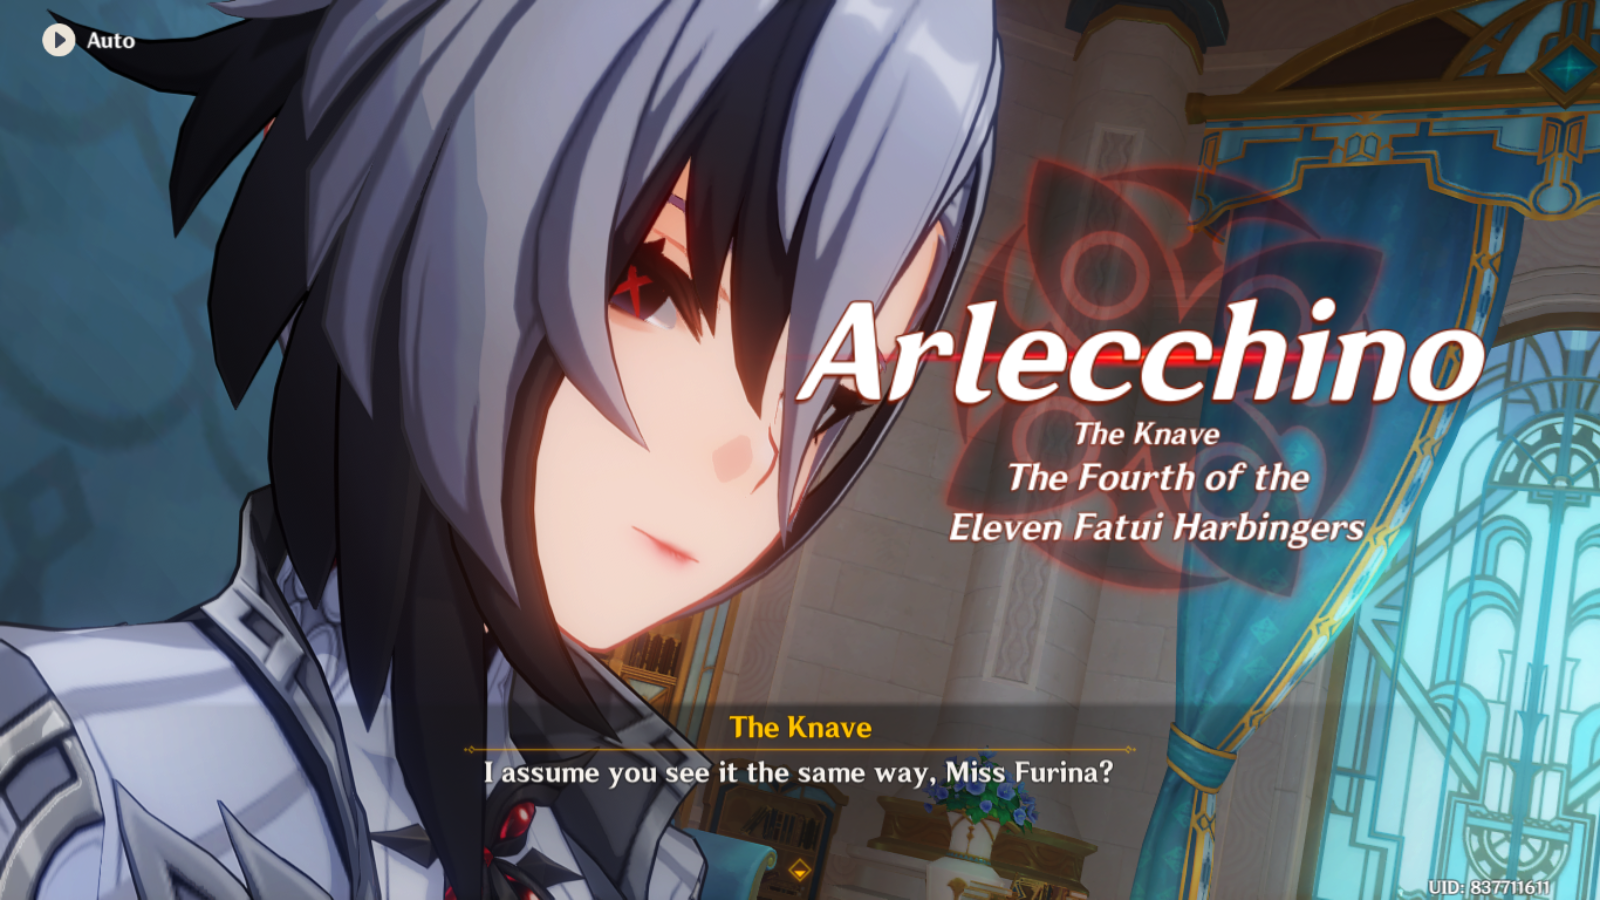 Auto
Arlecchino
The Knave
The Fourth of the
Eleven Fatui Harbingers
The Knave
I assume you see it the same way, Miss Furina?
UID: 837711611